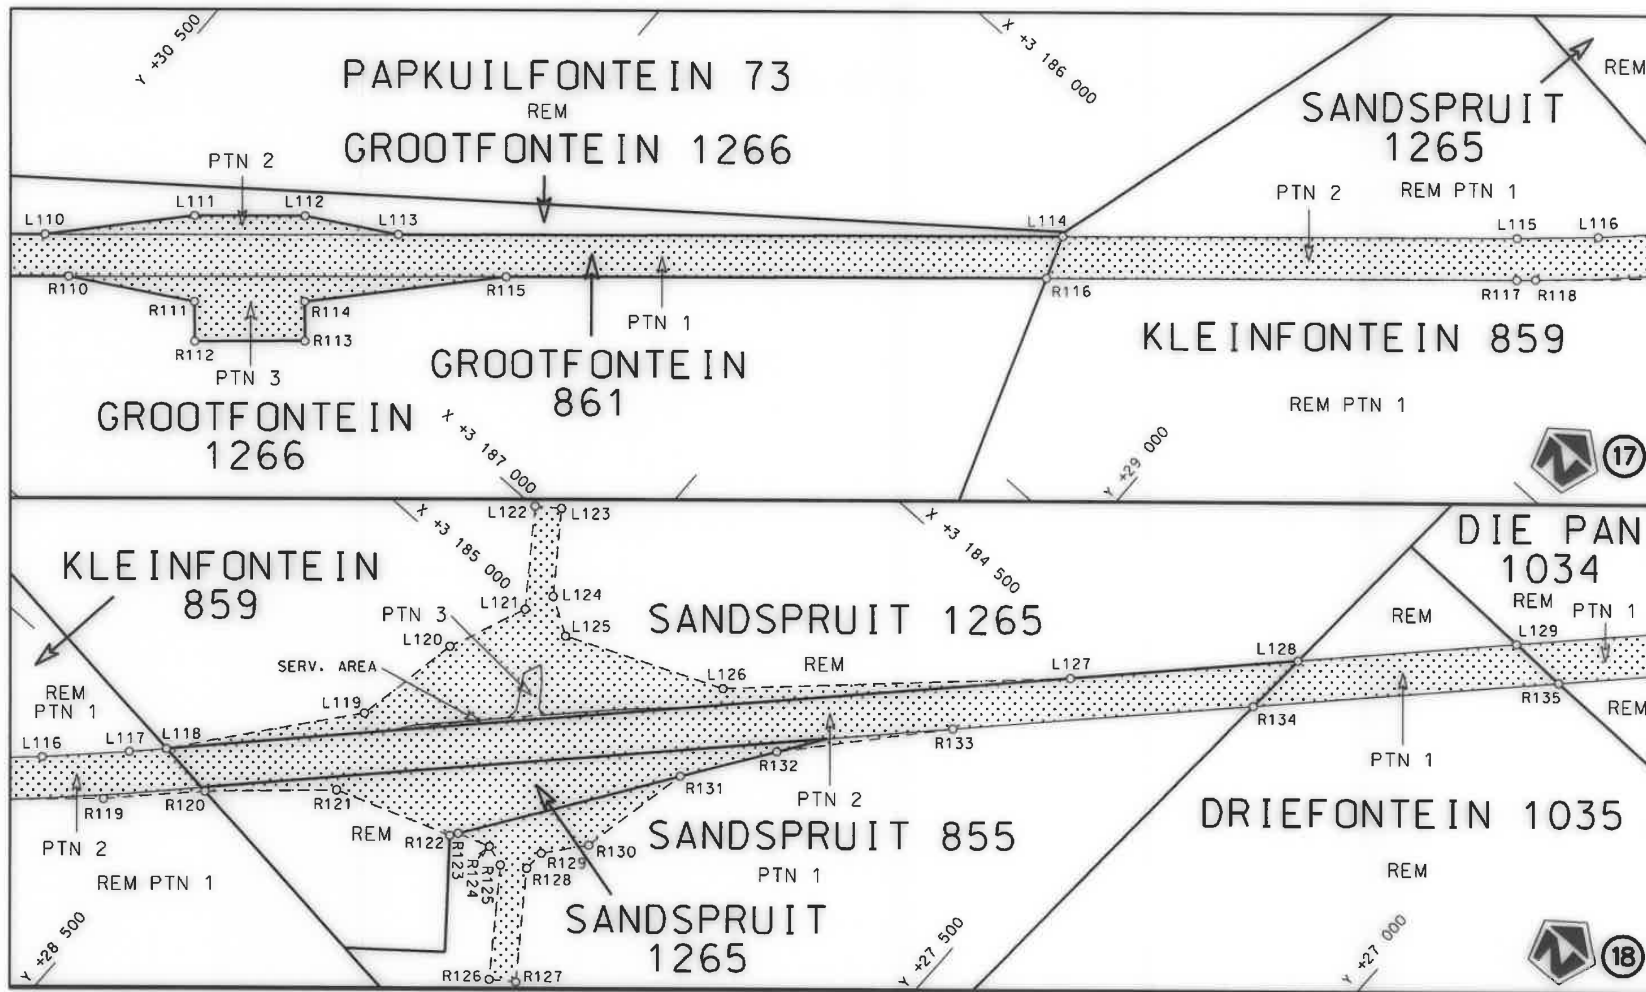 Y +30 500
X +3 186 000
PAPKUILFONTEIN 73
REM
GROOTFONTEIN 1266
REM
SANDSPRUIT
1265
PTN 2
PTN 2
REM PTN 1
L110
L111
L112
L113
L114
L115
L116
R110
R111
R114
R115
R116
R117
R118
R112
R113
PTN 1
PTN 3
GROOTFONTEIN
861
KLEINFONTEIN 859
REM PTN 1
GROOTFONTEIN
1266
X +3 187 000
Y +29 000
17
L122
L123
X +3 185 000
X +3 184 500
DIE PAN
1034
REM
PTN 1
KLEINFONTEIN
859
PTN 3
L121
L124
L120
L125
SANDSPRUIT 1265
REM
REM
L129
SERV. AREA
L126
L127
L128
REM
PTN 1
L119
L116
L117
L118
R135
REM
R134
R133
R132
R131
PTN 1
R119
R120
R121
PTN 2
PTN 2
REM PTN 1
REM
R122
R123
R124
R125
R128
R129
R130
SANDSPRUIT 855
PTN 1
DRIEFONTEIN 1035
REM
SANDSPRUIT
1265
Y +28 500
R126
R127
Y +27 500
Y +27 000
18